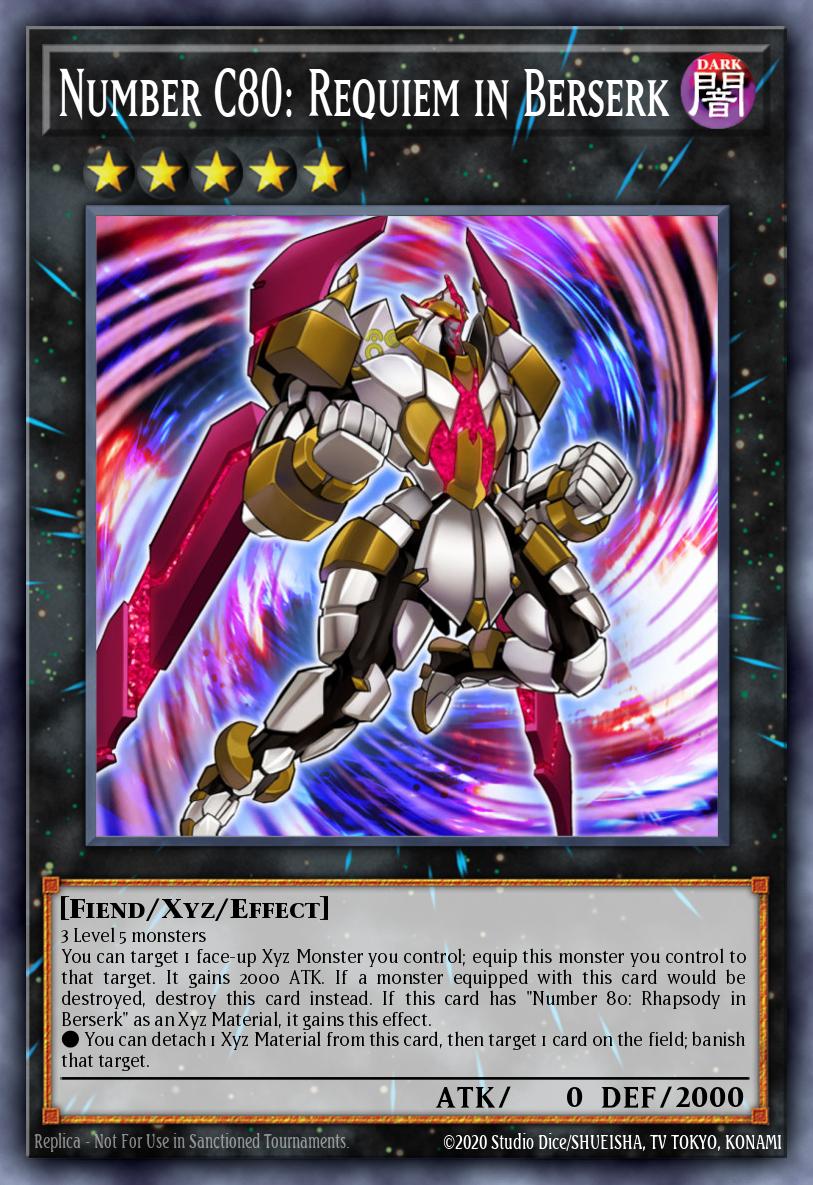 Number C80: Requiem in Berserk
DARK
闇
[Fiend/Xyz/Effect]
3 Level 5 monsters
You can target 1 face-up Xyz Monster you control; equip this monster you control to
that target. It gains 2000 ATK. If a monster equipped with this card would be
destroyed, destroy this card instead. If this card has "Number 80: Rhapsody in
Berserk" as an Xyz Material, it gains this effect.
● You can detach 1 Xyz Material from this card, then target 1 card on the field; banish
that target.
ATK/ 0 DEF/2000
Replica - Not For Use in Sanctioned Tournaments.
©2020 Studio Dice/SHUEISHA, TV TOKYO, KONAMI